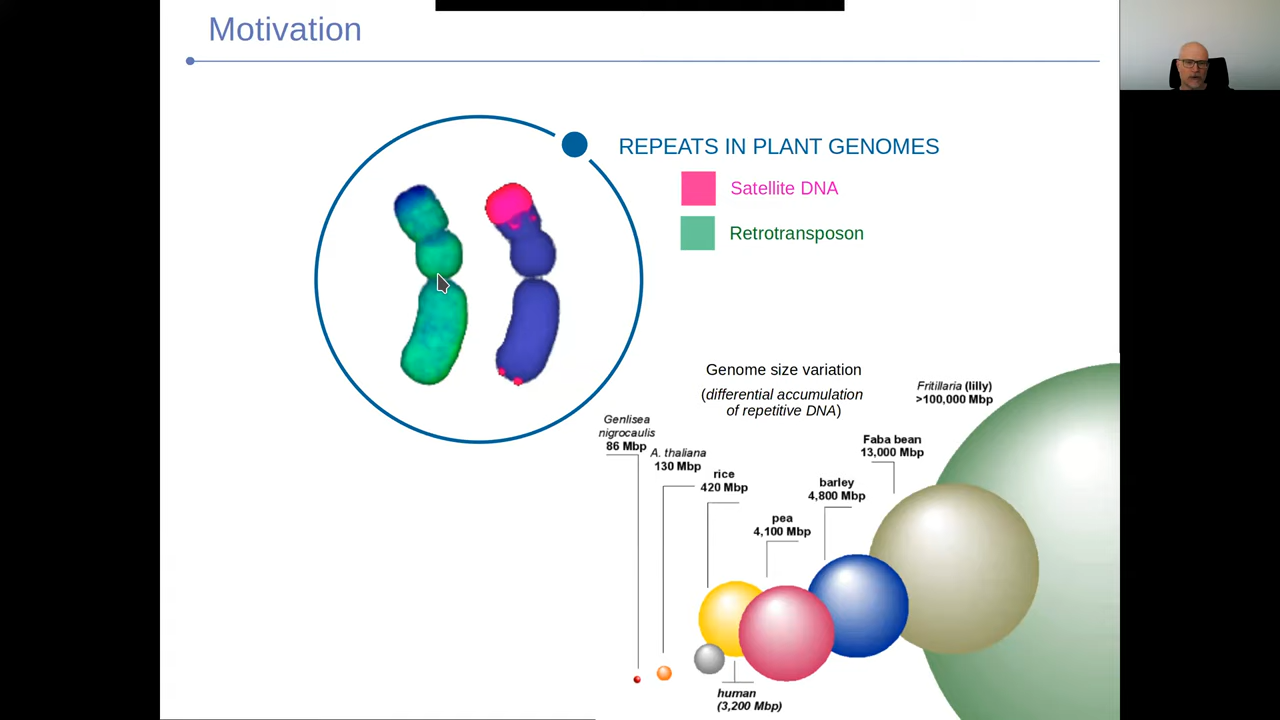 Motivation
REPEATS IN PLANT GENOMES
Satellite DNA
Retrotransposon
Genome size variation
(differential accumulation
of repetitive DNA)
Fritillaria (lilly)
>100,000 Mbp
Genlisea
nigrocaulis
86 Mbp
A. thaliana
130 Mbp
rice
420 Mbp
pea
4,100 Mbp
barley
4,800 Mbp
Faba bean
13,000 Mbp
human
(3,200 Mbp)